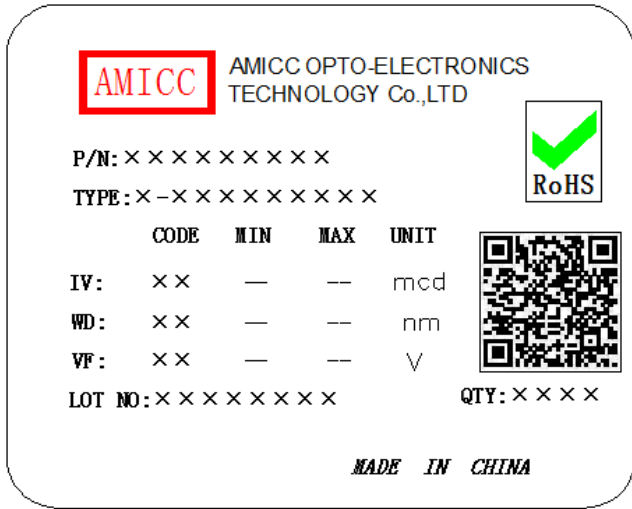 AMICC
AMICC OPTO-ELECTRONICS
TECHNOLOGY Co.,LTD
RoHS
P/N:×××××××××
TYPE:×-×××××××××
CODE MIN MAX UNIT
IV: ×× — -- mcd
WD: ×× — -- nm
VF: ×× — -- V
LOT NO:×××××××× QTY:××××
MADE IN CHINA